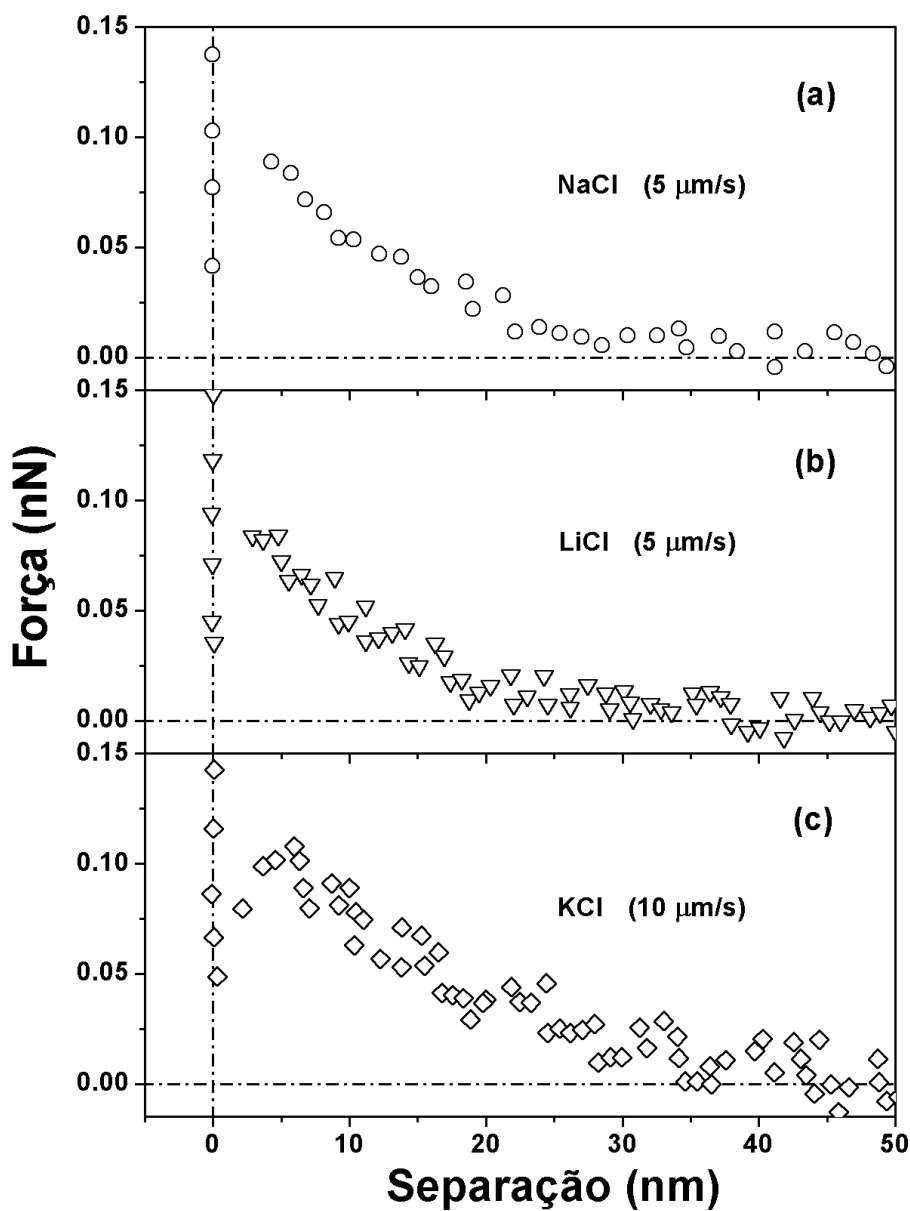 Força (nN)
0.15
0.10
0.05
0.00
(a)
NaCl (5 μm/s)
0.15
0.10
0.05
0.00
(b)
LiCl (5 μm/s)
0.15
0.10
0.05
0.00
(c)
KCl (10 μm/s)
0 10 20 30 40 50
Separação (nm)